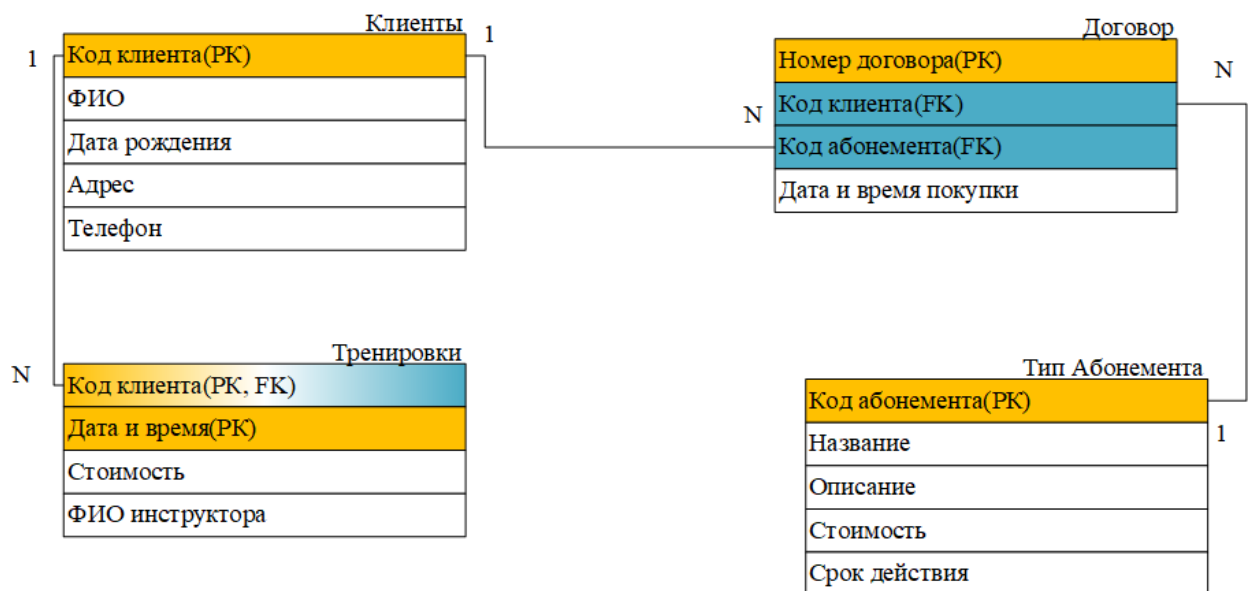 Клиенты
1
1
Код клиента(PK)
ФИО
Дата рождения
Адрес
Телефон
Договор
Номер договора(PK)
N
Код клиента(FK)
N
Код абонемента(FK)
Дата и время покупки
Тренировки
N
Код клиента(PK, FK)
Дата и время(PK)
Стоимость
ФИО инструктора
Тип Абонемента
Код абонемента(PK)
1
Название
Описание
Стоимость
Срок действия